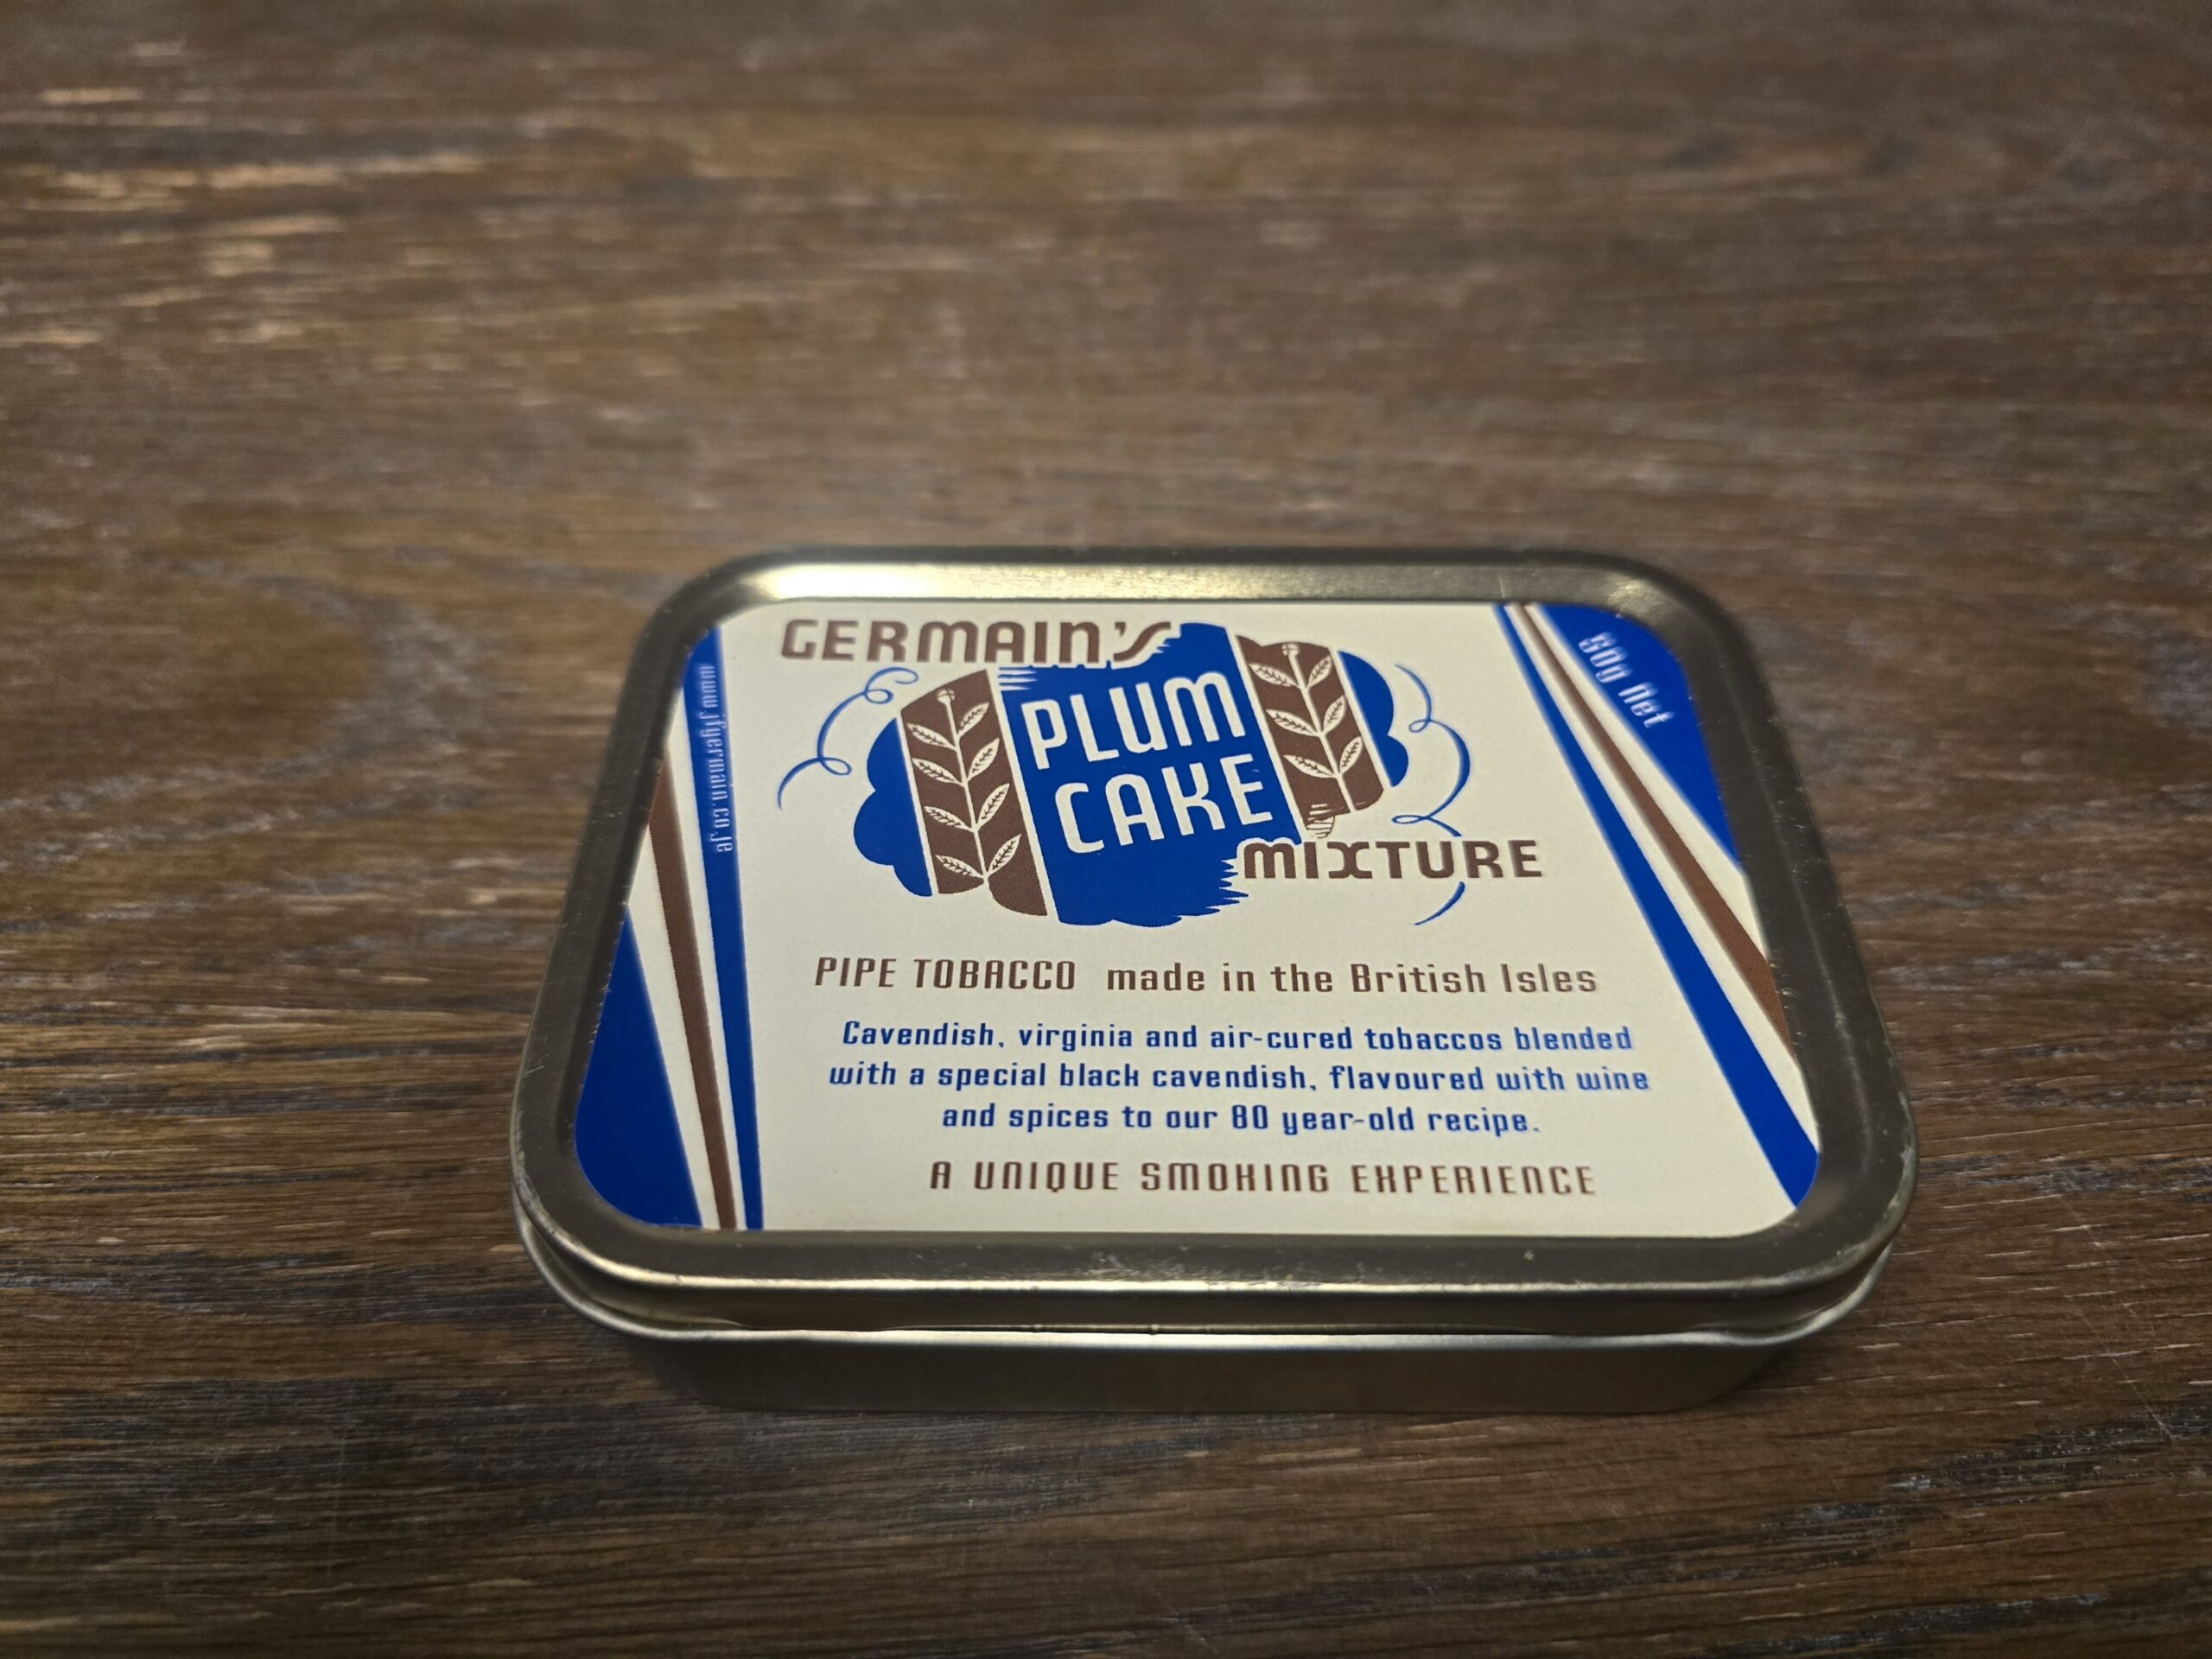 GERMAIN'S
PLUM
CAKE
MIXTURE
PIPE TOBACCO made in the British Isles
Cavendish, virginia and air-cured tobaccos blended
with a special black cavendish, flavoured with wine
and spices to our 80 year-old recipe.
A UNIQUE SMOKING EXPERIENCE
www.jfgermain.co.je
50g Net